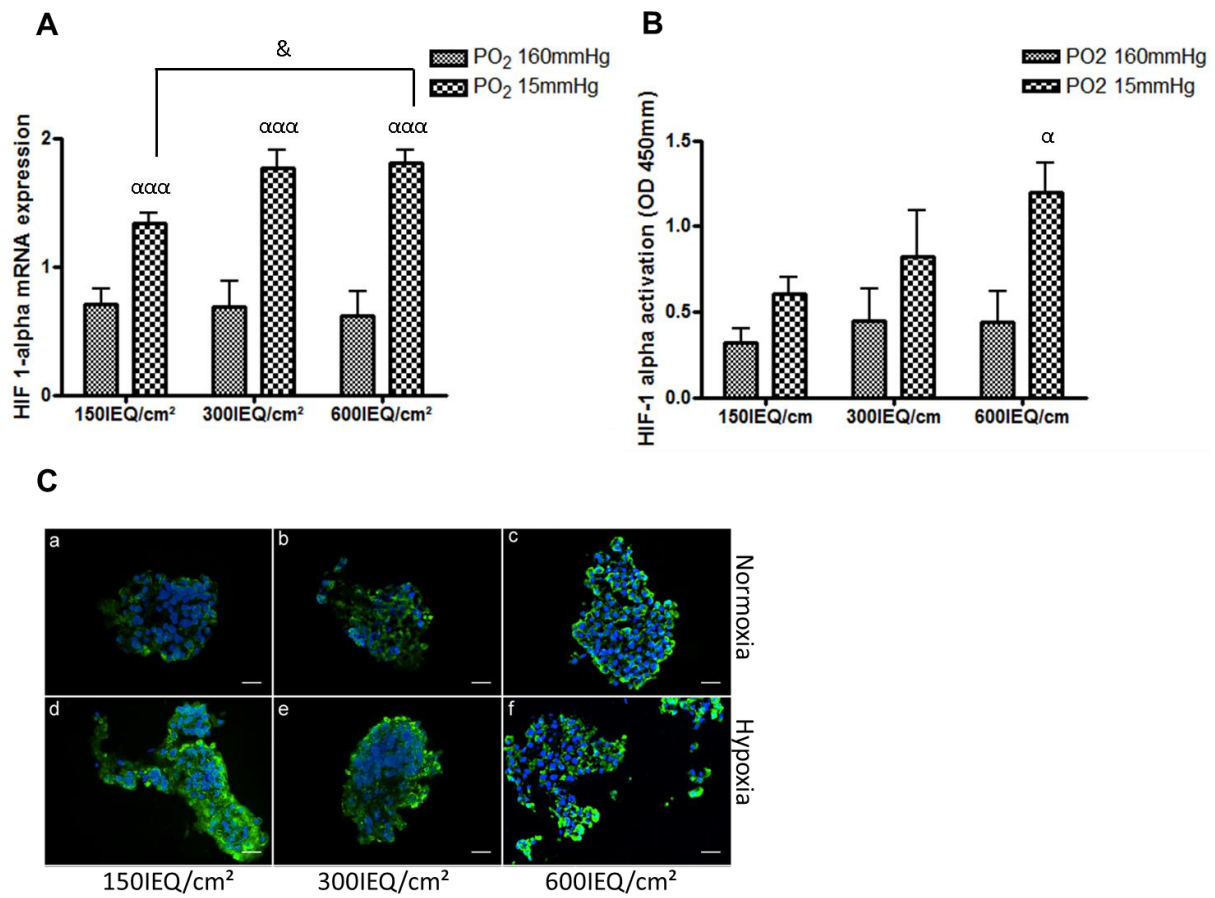 A
&
PO₂ 160mmHg
PO₂ 15mmHg
HIF 1-alpha mRNA expression
2
1
0
ααα
ααα
ααα
150IEQ/cm²
300IEQ/cm²
600IEQ/cm²
B
PO2 160mmHg
PO2 15mmHg
HIF-1 alpha activation (OD 450mm)
1.5
1.0
0.5
0.0
α
150IEQ/cm
300IEQ/cm
600IEQ/cm
C
a
b
c
Normoxia
d
e
f
Hypoxia
150IEQ/cm²
300IEQ/cm²
600IEQ/cm²